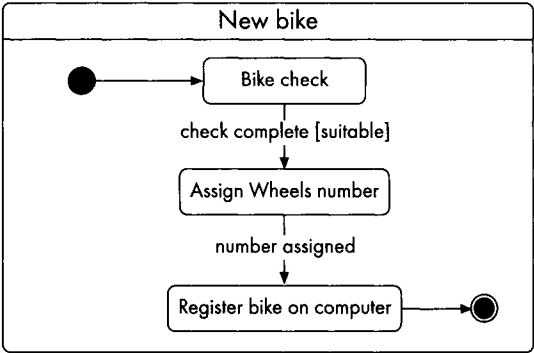 New bike
Bike check
check complete [suitable]
Assign Wheels number
number assigned
Register bike on computer